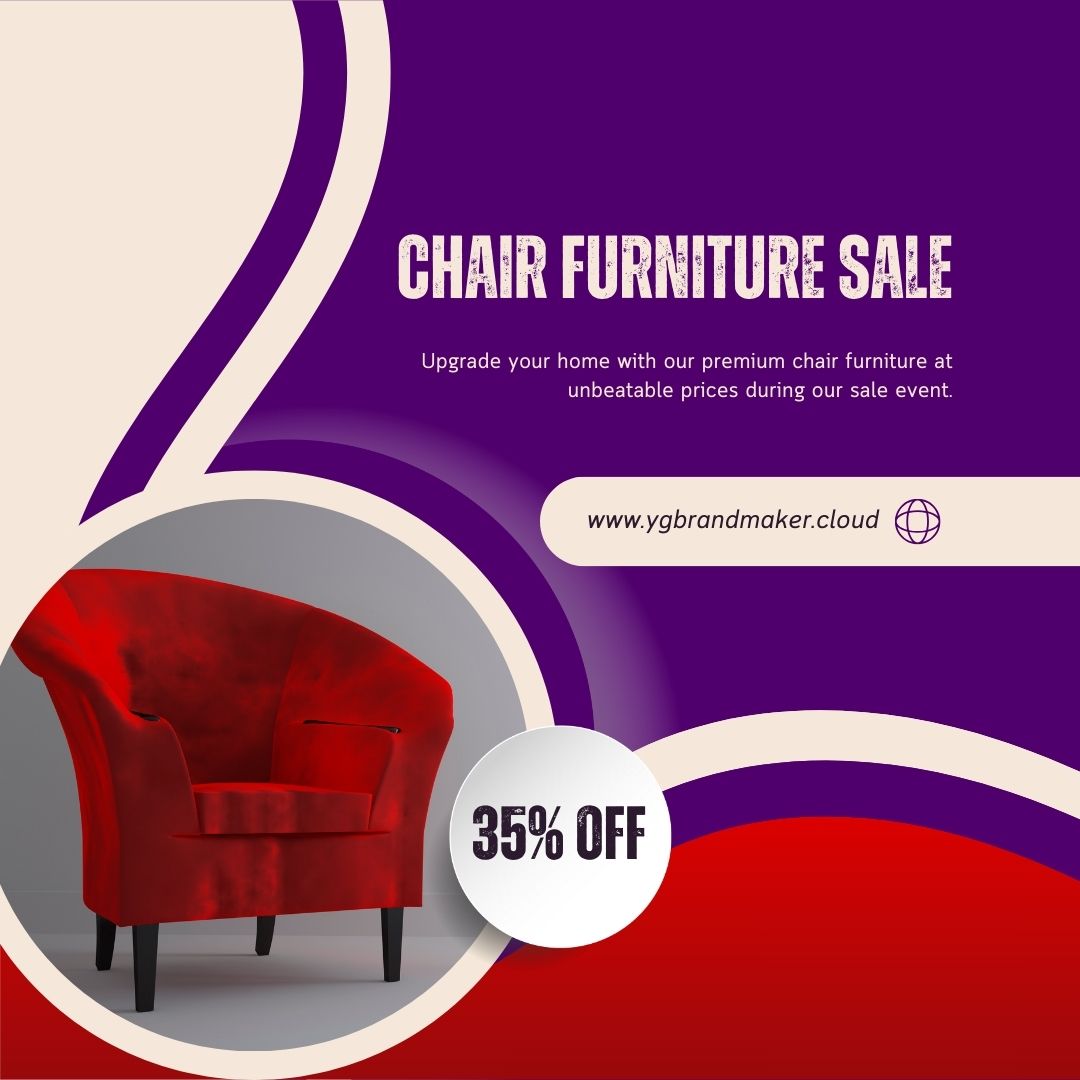 CHAIR FURNITURE SALE
Upgrade your home with our premium chair furniture at
unbeatable prices during our sale event.
www.ygbrandmaker.cloud
35% OFF